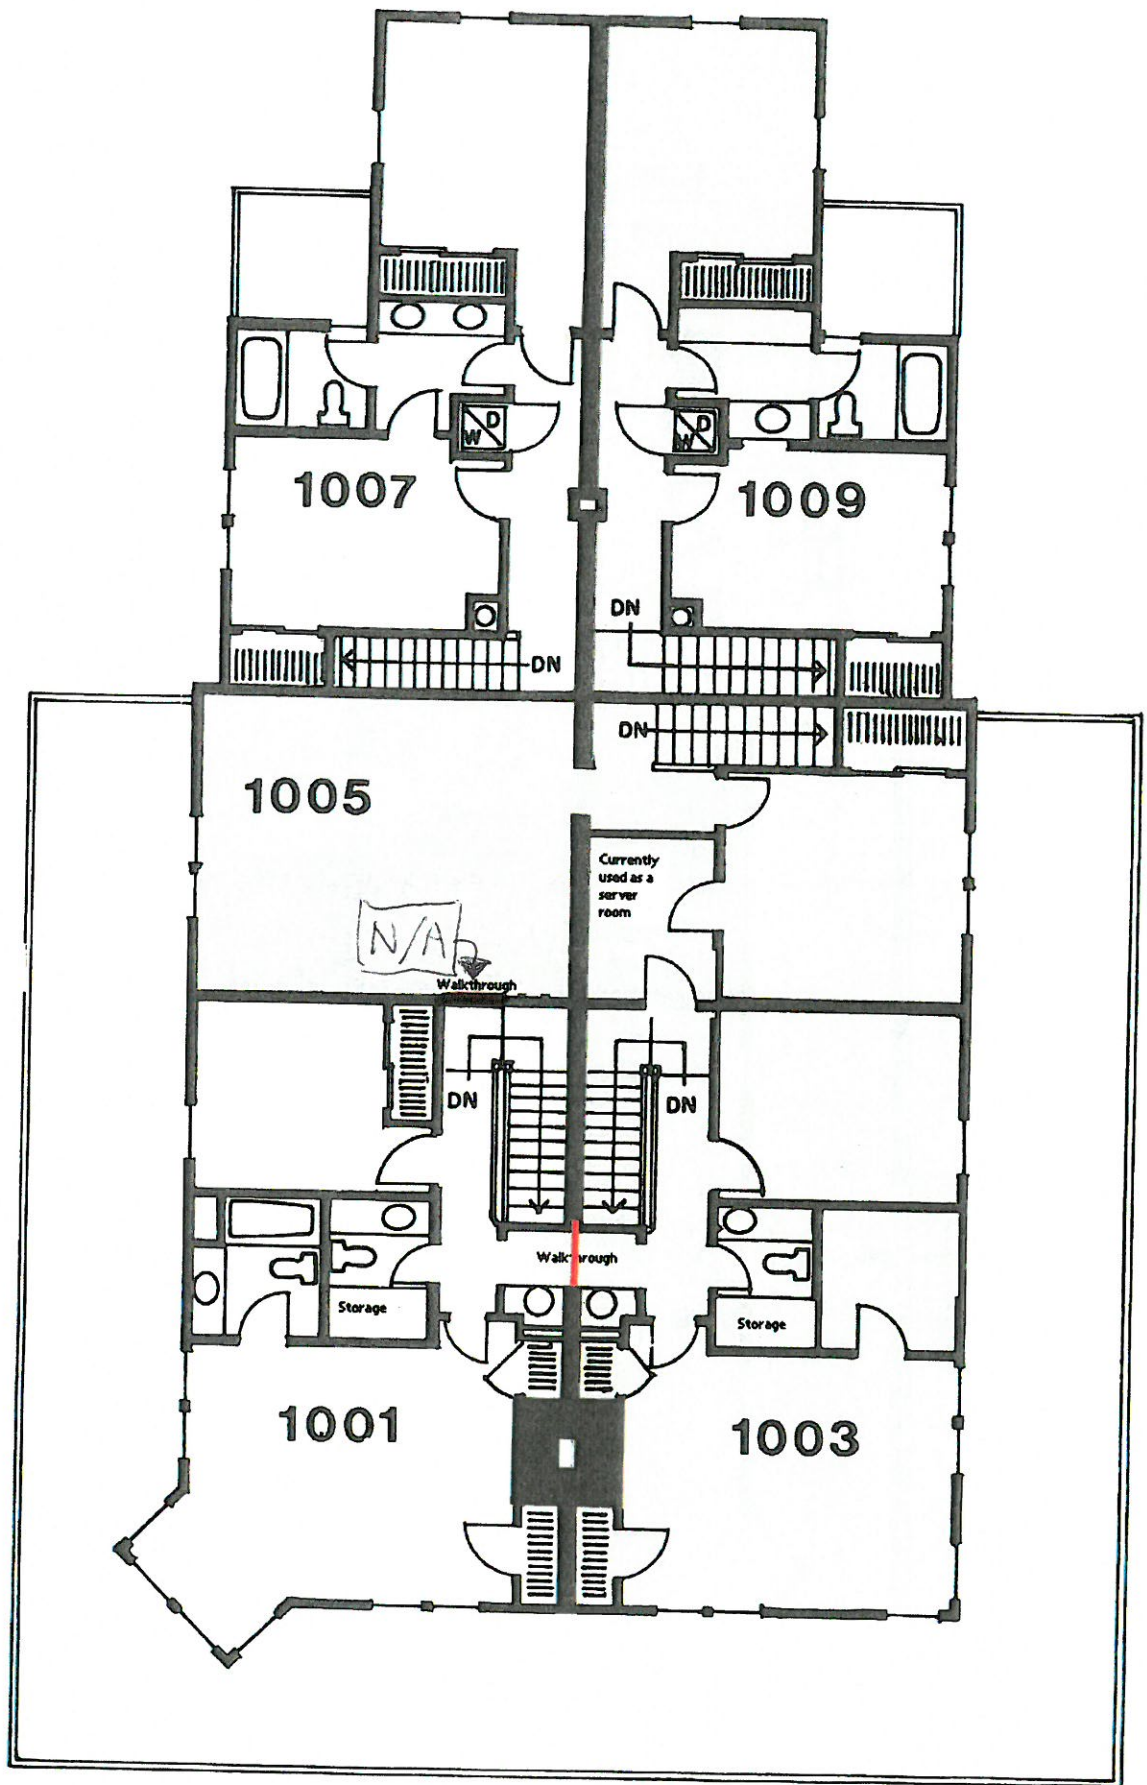 D
W
D
W
1007
1009
DN
DN
DN
1005
Currently
used as a
server
room
N/A
Walkthrough
DN
DN
Walkthrough
Storage
Storage
1001
1003